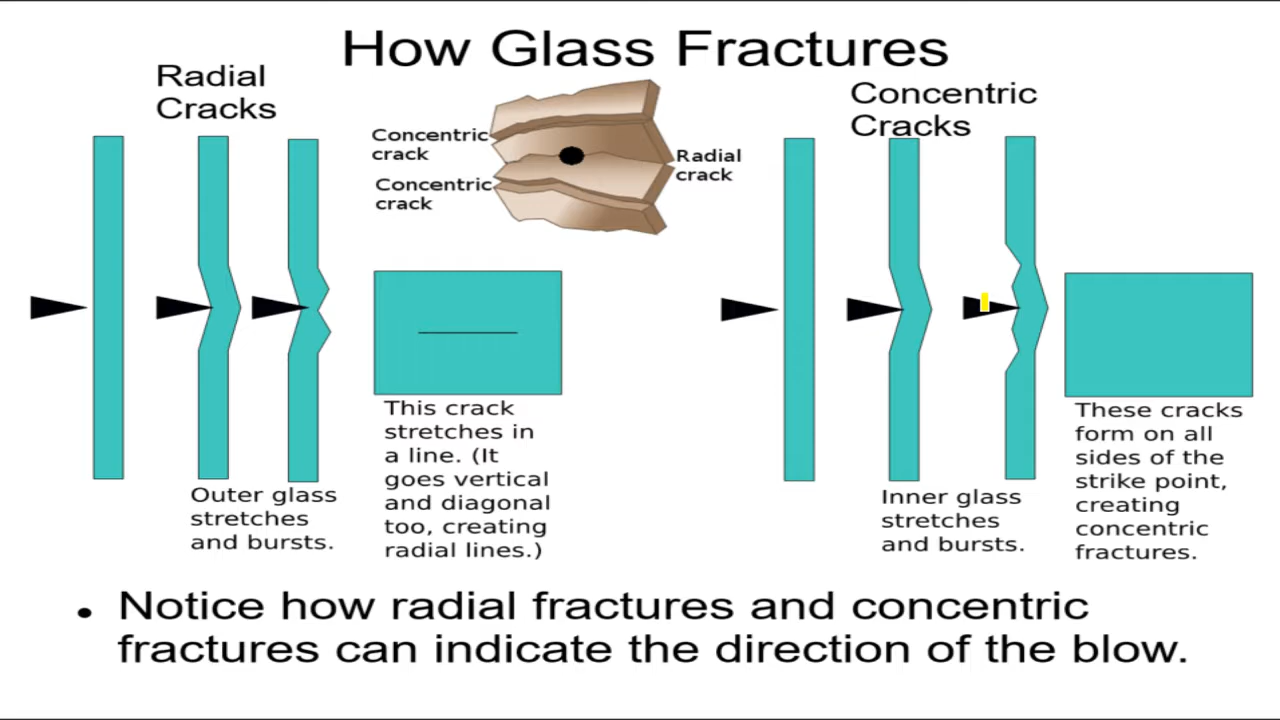 How Glass Fractures
Radial
Cracks
Concentric
crack
Concentric
crack
Radial
crack
Concentric
Cracks
Outer glass
stretches
and bursts.
This crack
stretches in
a line. (It
goes vertical
and diagonal
too, creating
radial lines.)
Inner glass
stretches
and bursts.
These cracks
form on all
sides of the
strike point,
creating
concentric
fractures.
• Notice how radial fractures and concentric
fractures can indicate the direction of the blow.